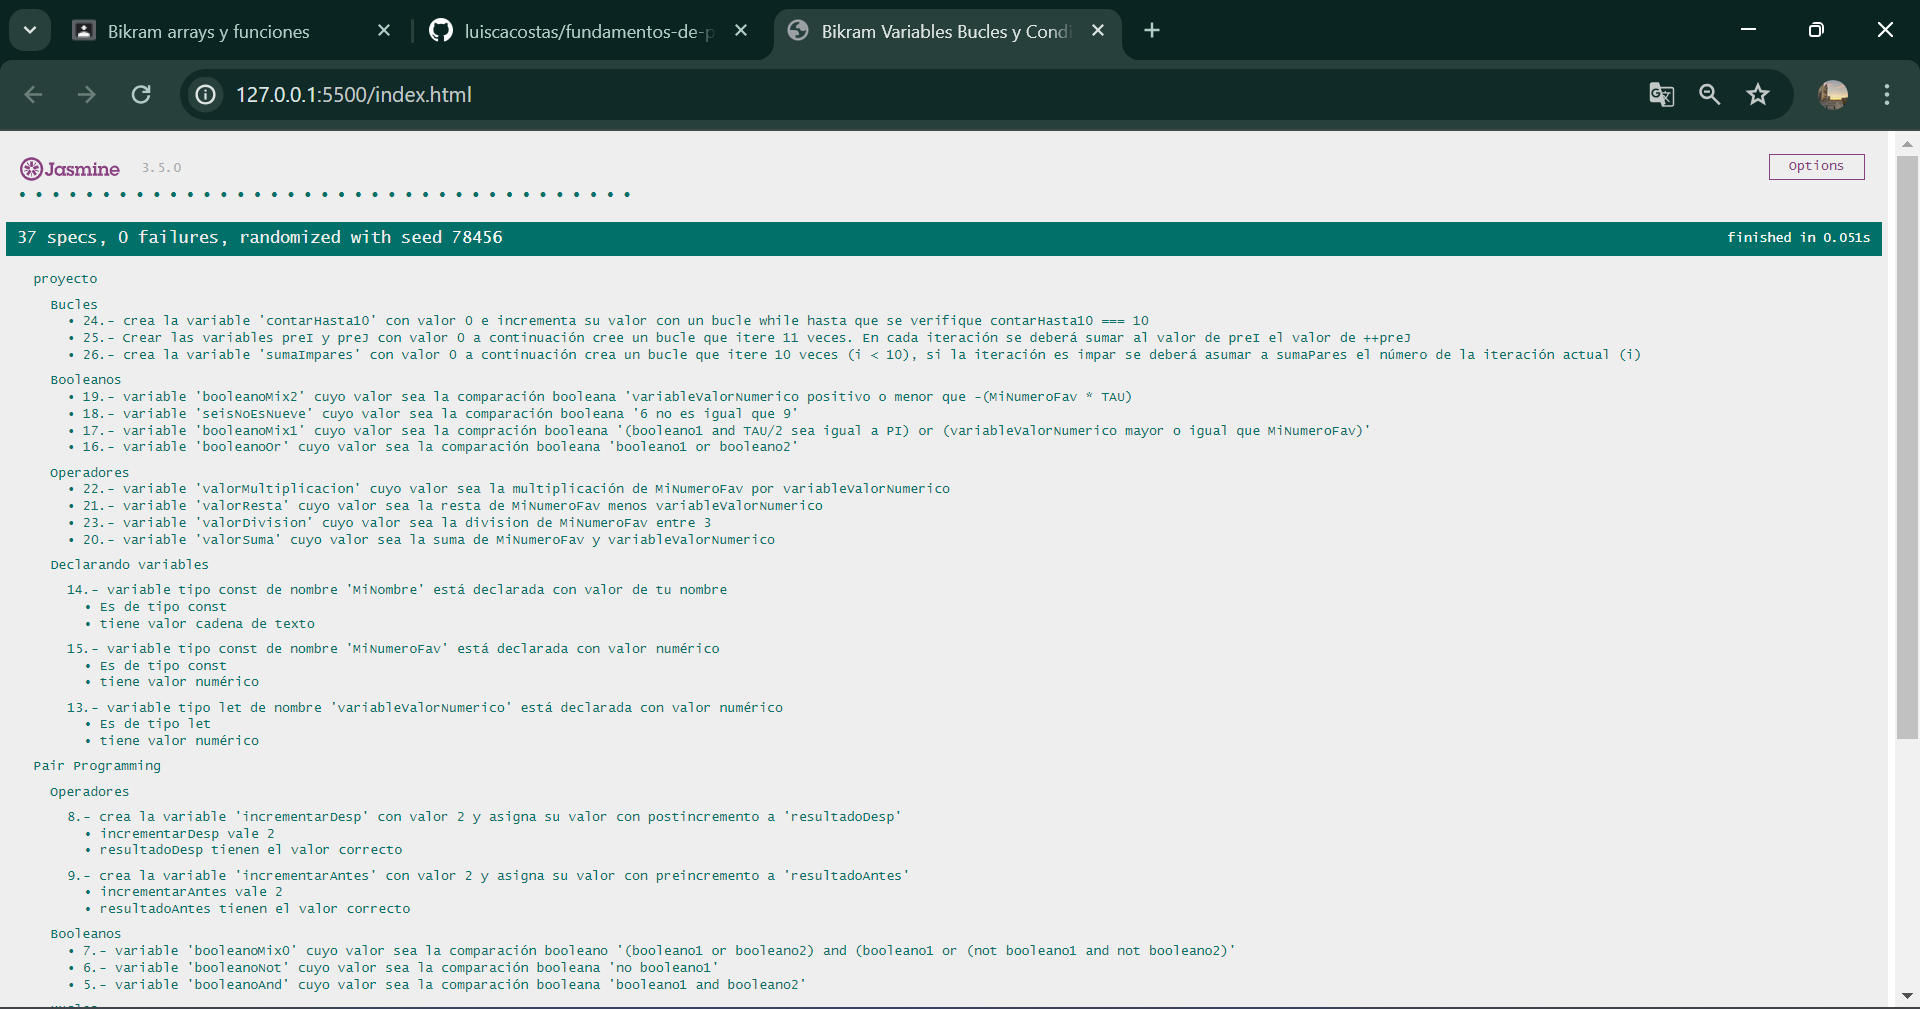 Bikram arrays y funciones
luiscacostas/fundamentos-de-p
Bikram Variables Bucles y Condi
127.0.0.1:5500/index.html
Jasmine 3.5.0
Options
37 specs, 0 failures, randomized with seed 78456
finished in 0.051s
proyecto
Bucles
• 24.- crea la variable 'contarHasta10' con valor 0 e incrementa su valor con un bucle while hasta que se verifique contarHasta10 === 10
• 25.- Crear las variables preI y preJ con valor 0 a continuación cree un bucle que itere 11 veces. En cada iteración se deberá sumar al valor de preI el valor de ++preJ
• 26.- crea la variable 'sumaImpares' con valor 0 a continuación crea un bucle que itere 10 veces (i < 10), si la iteración es impar se deberá asumar a sumaPares el número de la iteración actual (i)
Booleanos
• 19.- variable 'booleanoMix2' cuyo valor sea la comparación booleana 'variableValorNumerico positivo o menor que -(MiNumeroFav * TAU)
• 18.- variable 'seisNoEsNueve' cuyo valor sea la comparación booleana '6 no es igual que 9'
• 17.- variable 'booleanoMix1' cuyo valor sea la compración booleana '(booleano1 and TAU/2 sea igual a PI) or (variableValorNumerico mayor o igual que MiNumeroFav)'
• 16.- variable 'booleanoOr' cuyo valor sea la comparación booleana 'booleano1 or booleano2'
Operadores
• 22.- variable 'valorMultiplicacion' cuyo valor sea la multiplicación de MiNumeroFav por variableValorNumerico
• 21.- variable 'valorResta' cuyo valor sea la resta de MiNumeroFav menos variableValorNumerico
• 23.- variable 'valorDivision' cuyo valor sea la division de MiNumeroFav entre 3
• 20.- variable 'valorSuma' cuyo valor sea la suma de MiNumeroFav y variableValorNumerico
Declarando variables
14.- variable tipo const de nombre 'MiNombre' está declarada con valor de tu nombre
• Es de tipo const
• tiene valor cadena de texto
15.- variable tipo const de nombre 'MiNumeroFav' está declarada con valor numérico
• Es de tipo const
• tiene valor numérico
13.- variable tipo let de nombre 'variableValorNumerico' está declarada con valor numérico
• Es de tipo let
• tiene valor numérico
Pair Programming
Operadores
8.- crea la variable 'incrementarDesp' con valor 2 y asigna su valor con postincremento a 'resultadoDesp'
• incrementarDesp vale 2
• resultadoDesp tienen el valor correcto
9.- crea la variable 'incrementarAntes' con valor 2 y asigna su valor con preincremento a 'resultadoAntes'
• incrementarAntes vale 2
• resultadoAntes tienen el valor correcto
Booleanos
• 7.- variable 'booleanoMix0' cuyo valor sea la comparación booleano '(booleano1 or booleano2) and (booleano1 or (not booleano1 and not booleano2)'
• 6.- variable 'booleanoNot' cuyo valor sea la comparación booleana 'no booleano1'
• 5.- variable 'booleanoAnd' cuyo valor sea la comparación booleana 'booleano1 and booleano2'